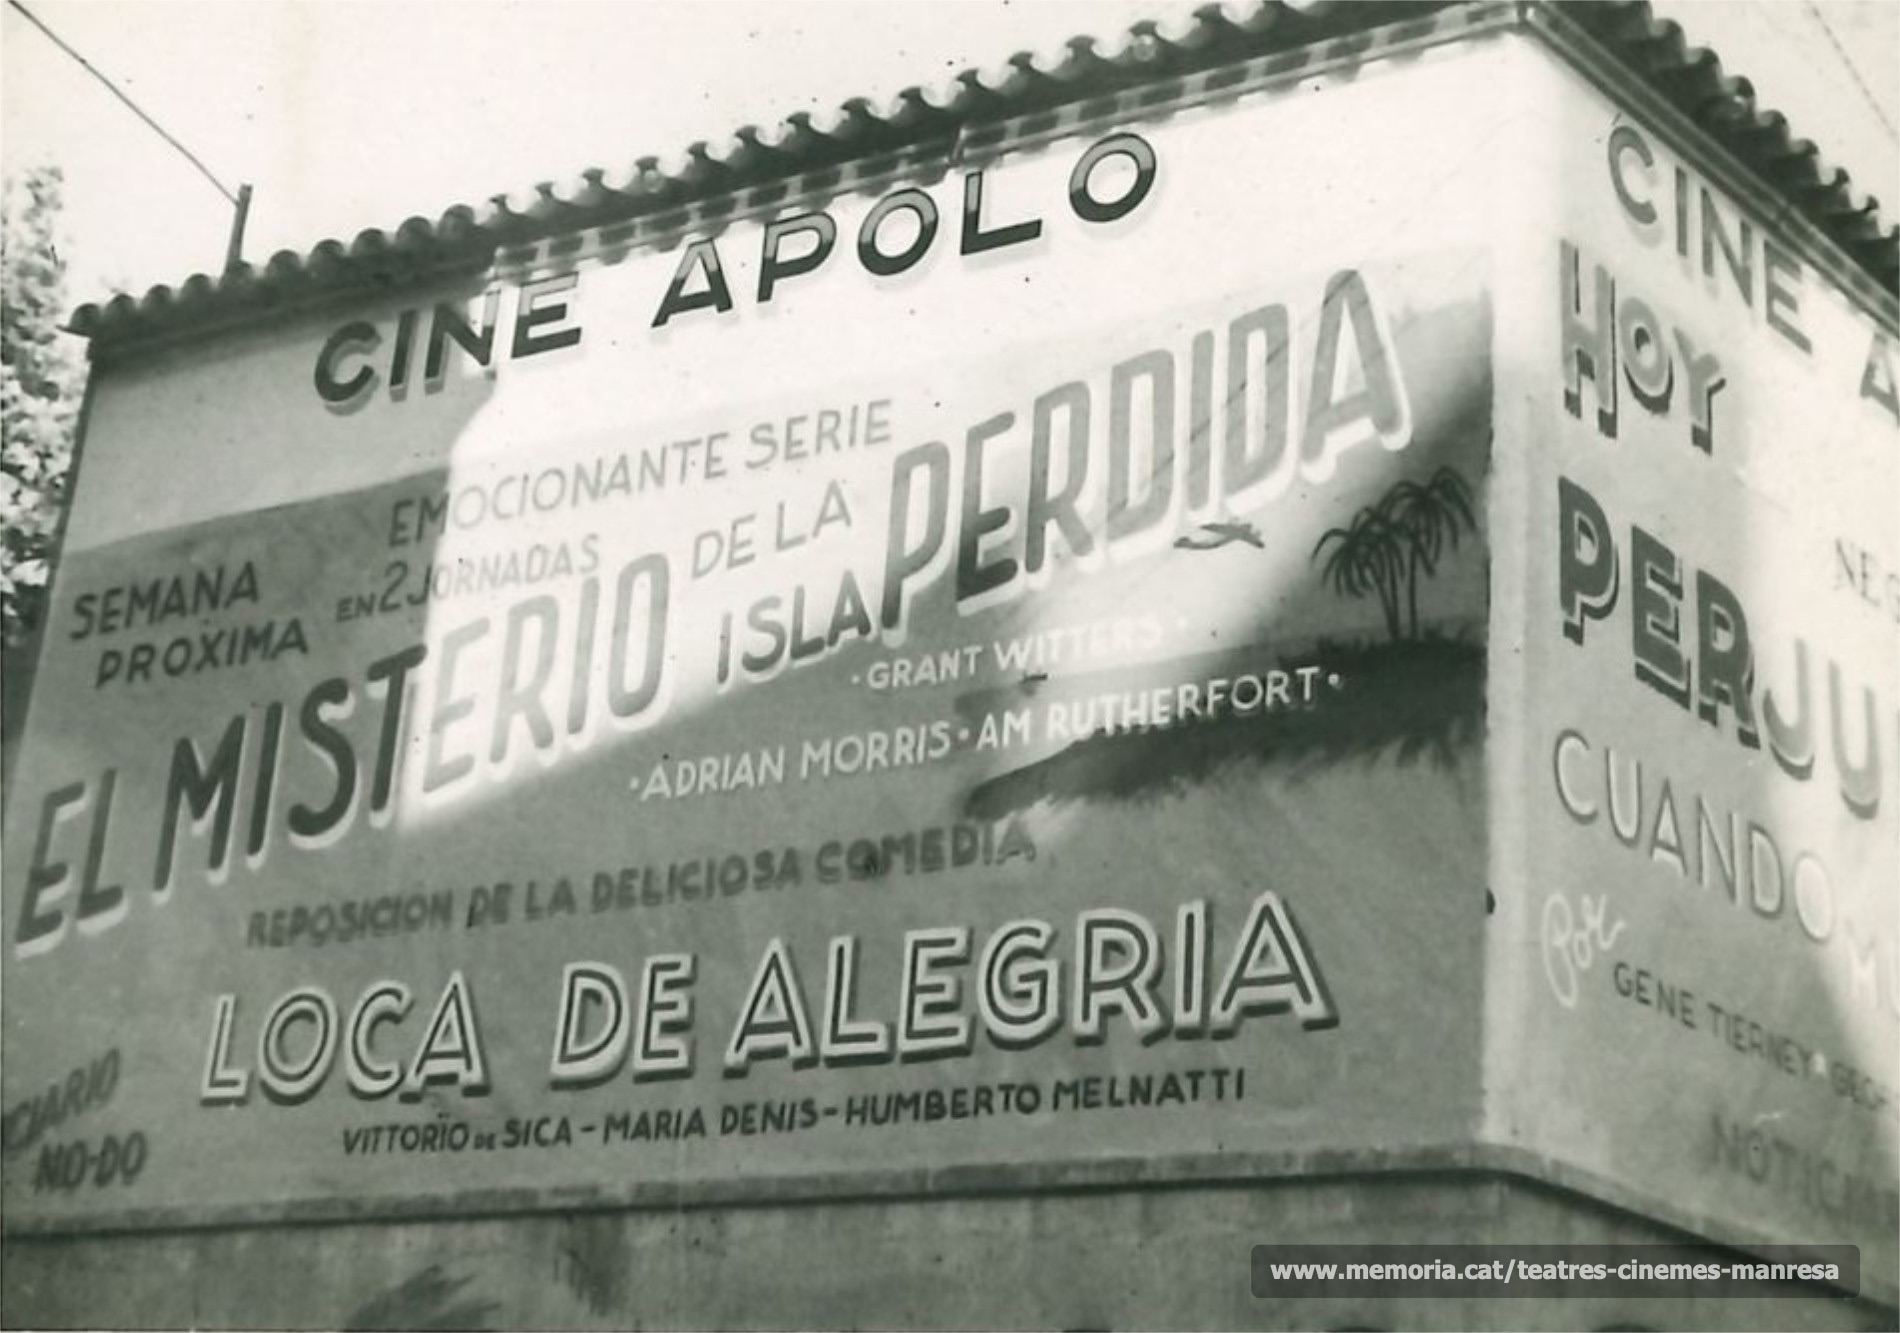 CINE APOLO
SEMANA
PROXIMA
EMOCIONANTE SERIE
EN 2 JORNADAS
EL MISTERIO DE LA
ISLA PERDIDA
· GRANT WITTERS ·
· ADRIAN MORRIS · AM RUTHERFORT ·
REPOSICION DE LA DELICIOSA COMEDIA
LOCA DE ALEGRIA
VITTORIO DE SICA - MARIA DENIS - HUMBERTO MELNATTI
CIARIO
NO-DO
CINE A
HOY
PERJU
CUANDO
Por
GENE TIERNEY ·
NOTICI
www.memoria.cat/teatres-cinemes-manresa